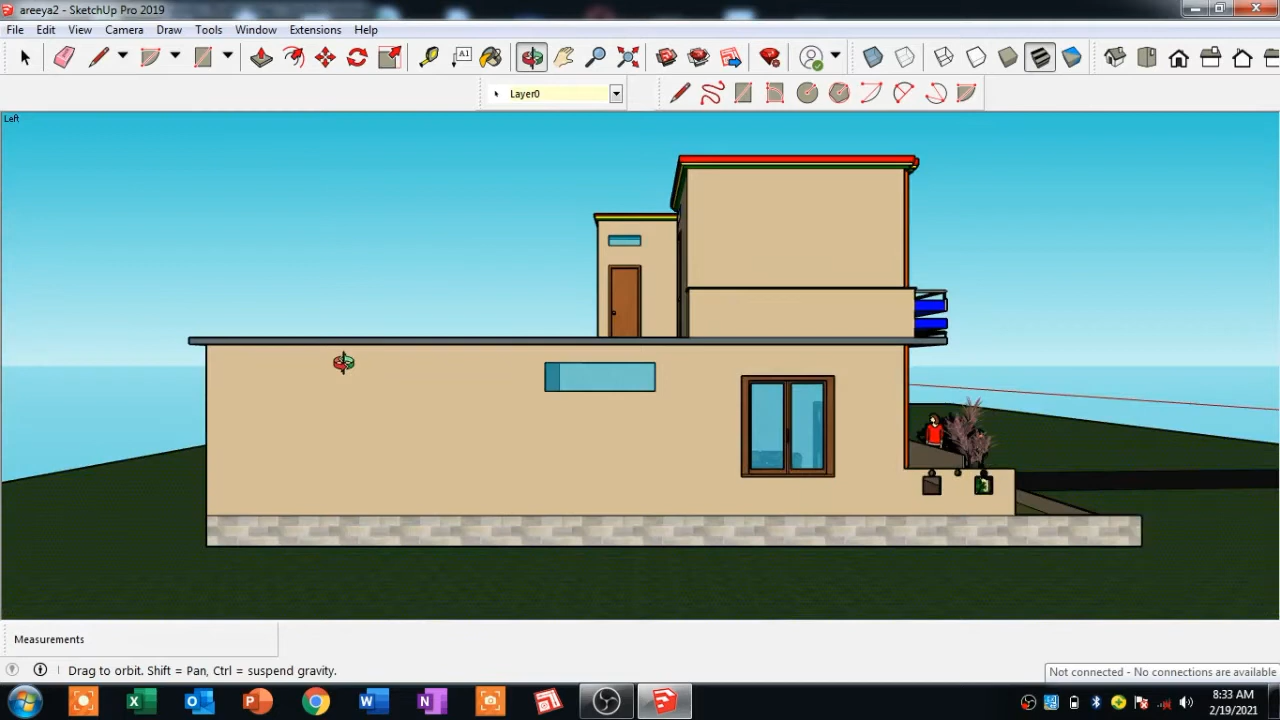 areeya2 - SketchUp Pro 2019
File Edit View Camera Draw Tools Window Extensions Help
A1
Layer0
Left
Measurements
Drag to orbit. Shift = Pan, Ctrl = suspend gravity.
Not connected - No connections are available
8:33 AM
2/19/2021